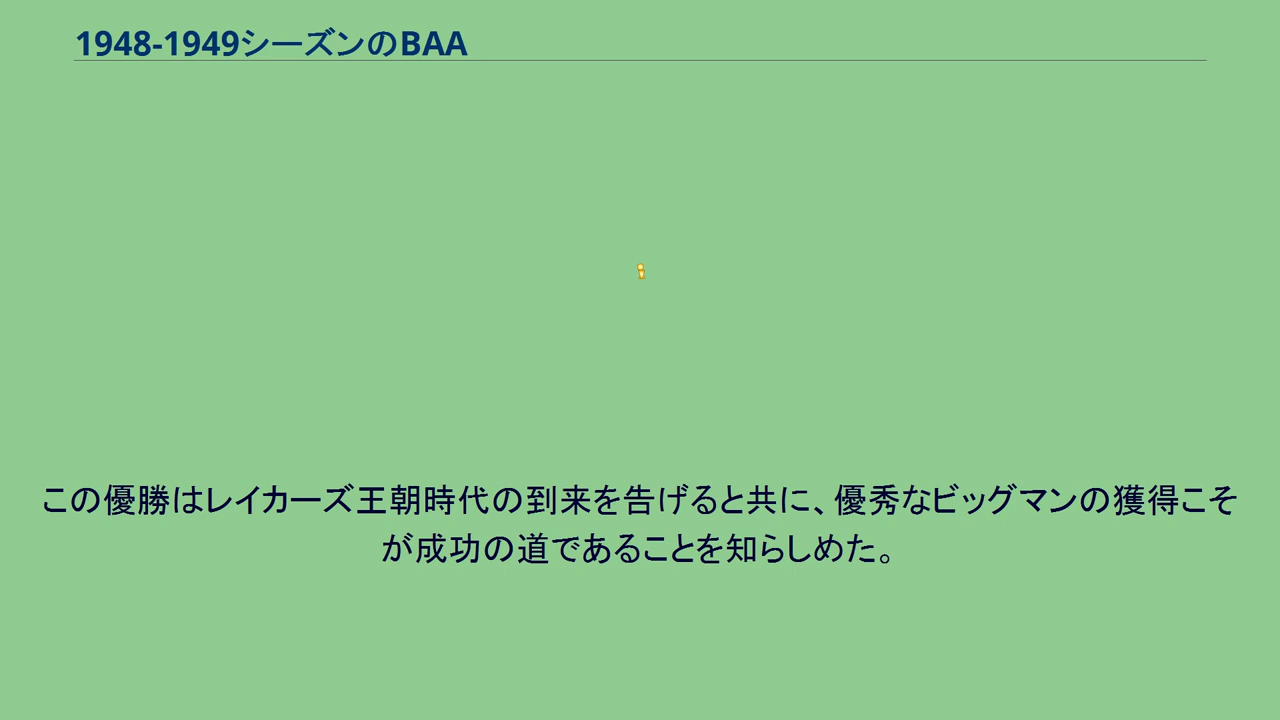 1948-1949シーズンのBAA
この優勝はレイカーズ王朝時代の到来を告げると共に、優秀なビッグマンの獲得こそ
が成功の道であることを知らしめた。